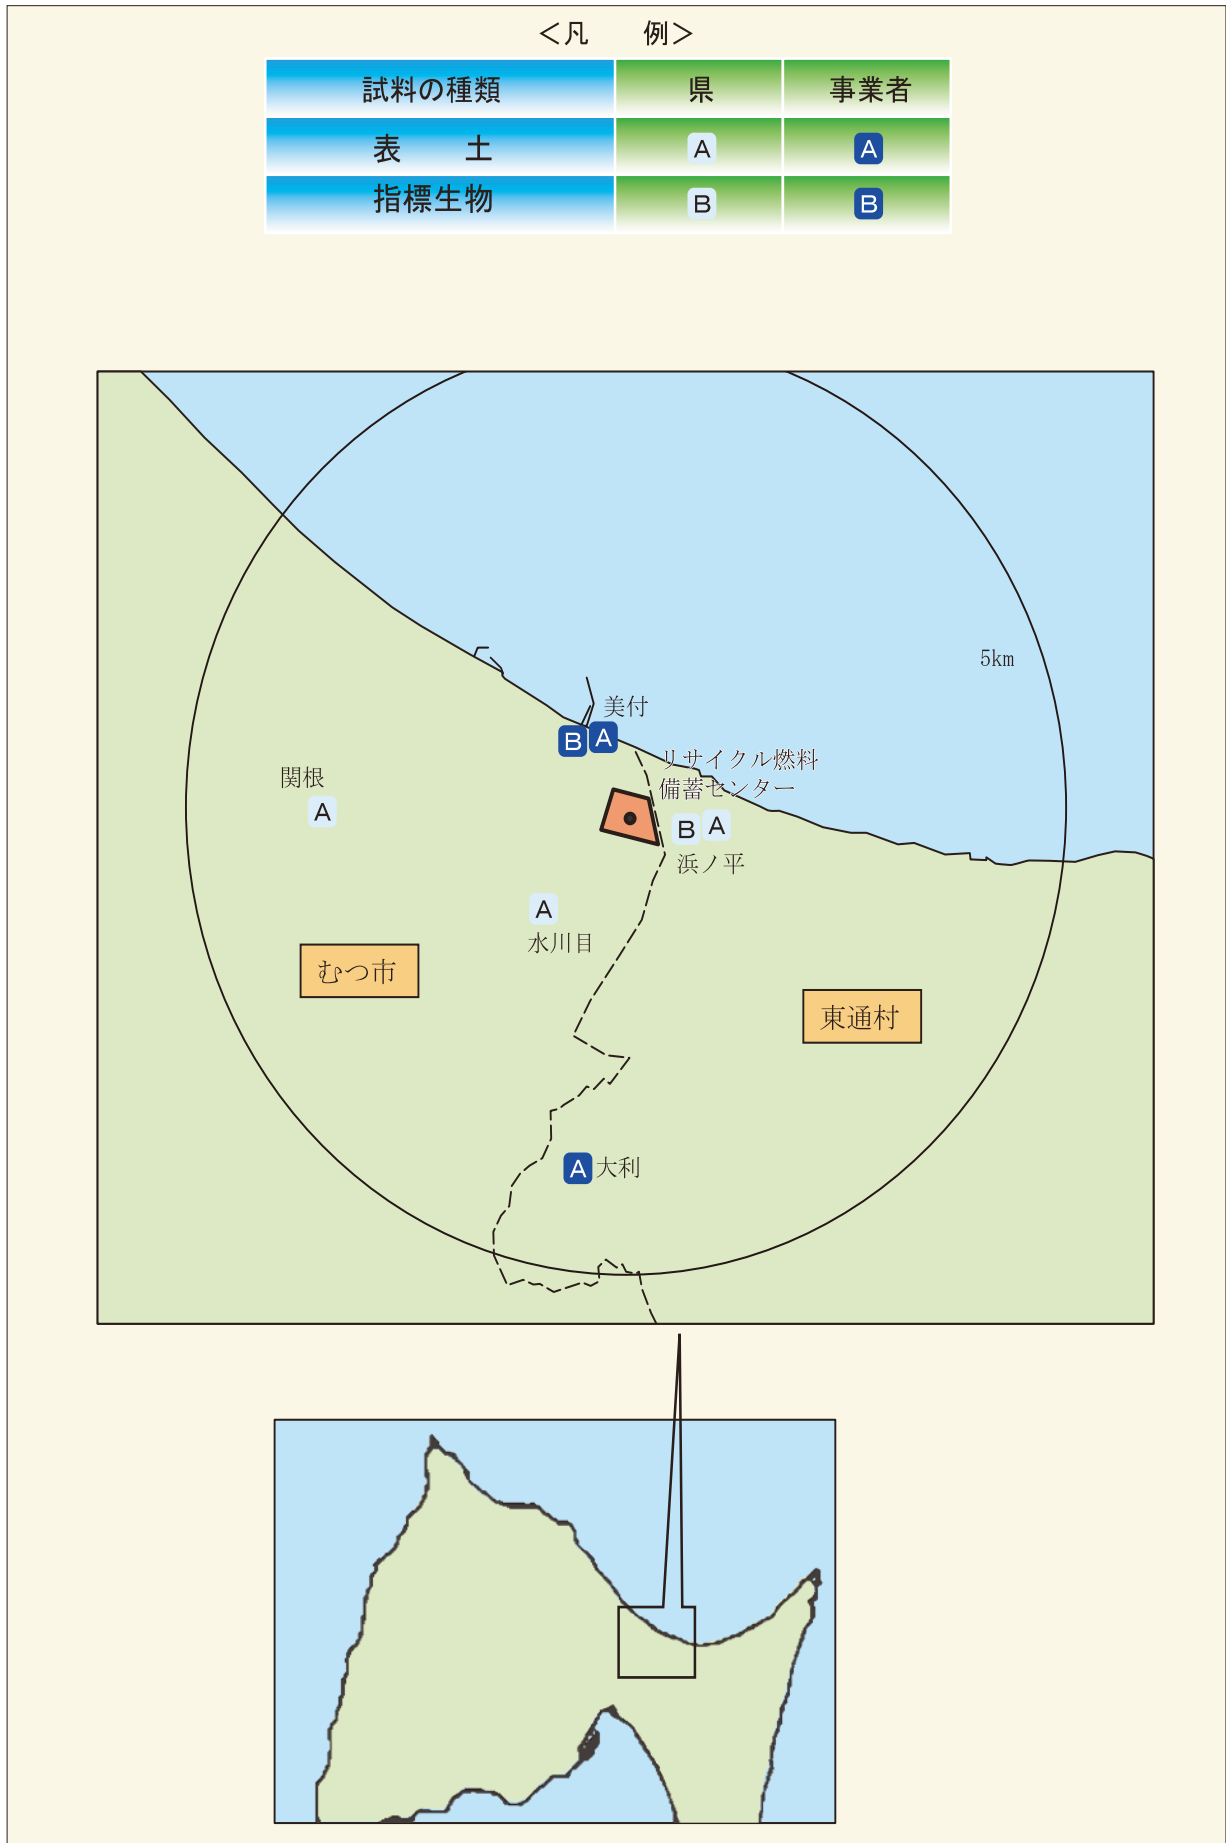 ＜凡　例＞
試料の種類　県　事業者
表　土　A　A
指標生物　B　B
5km
美付
B A
リサイクル燃料
備蓄センター
関根
A
B A
浜ノ平
A
水川目
むつ市
東通村
A 大利